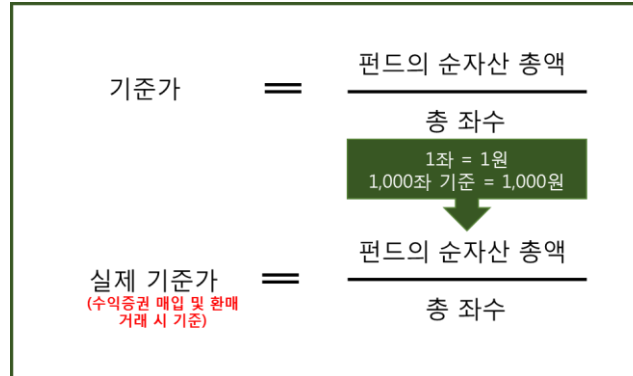 펀드의 순자산 총액
기준가 =
총 좌수
1좌 = 1원
1,000좌 기준 = 1,000원
펀드의 순자산 총액
실제 기준가 =
(수익증권 매입 및 환매
거래 시 기준)
총 좌수